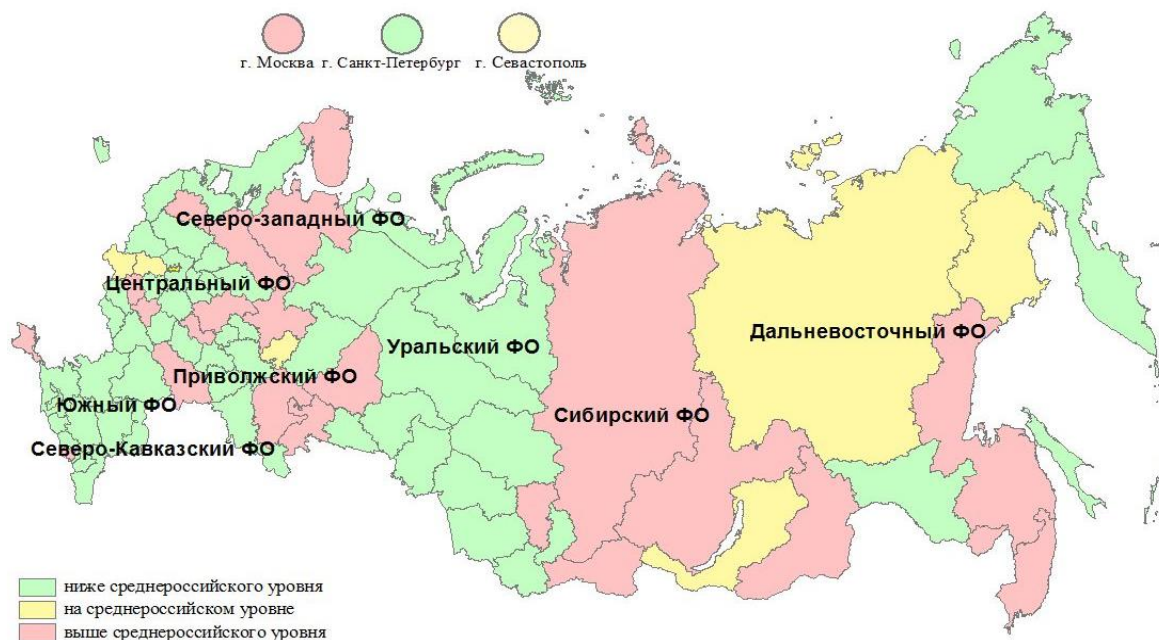 г. Москва г. Санкт-Петербург г. Севастополь
Северо-западный ФО
Центральный ФО
Уральский ФО
Дальневосточный ФО
Приволжский ФО
Южный ФО
Сибирский ФО
Северо-Кавказский ФО
ниже среднероссийского уровня
на среднероссийском уровне
выше среднероссийского уровня